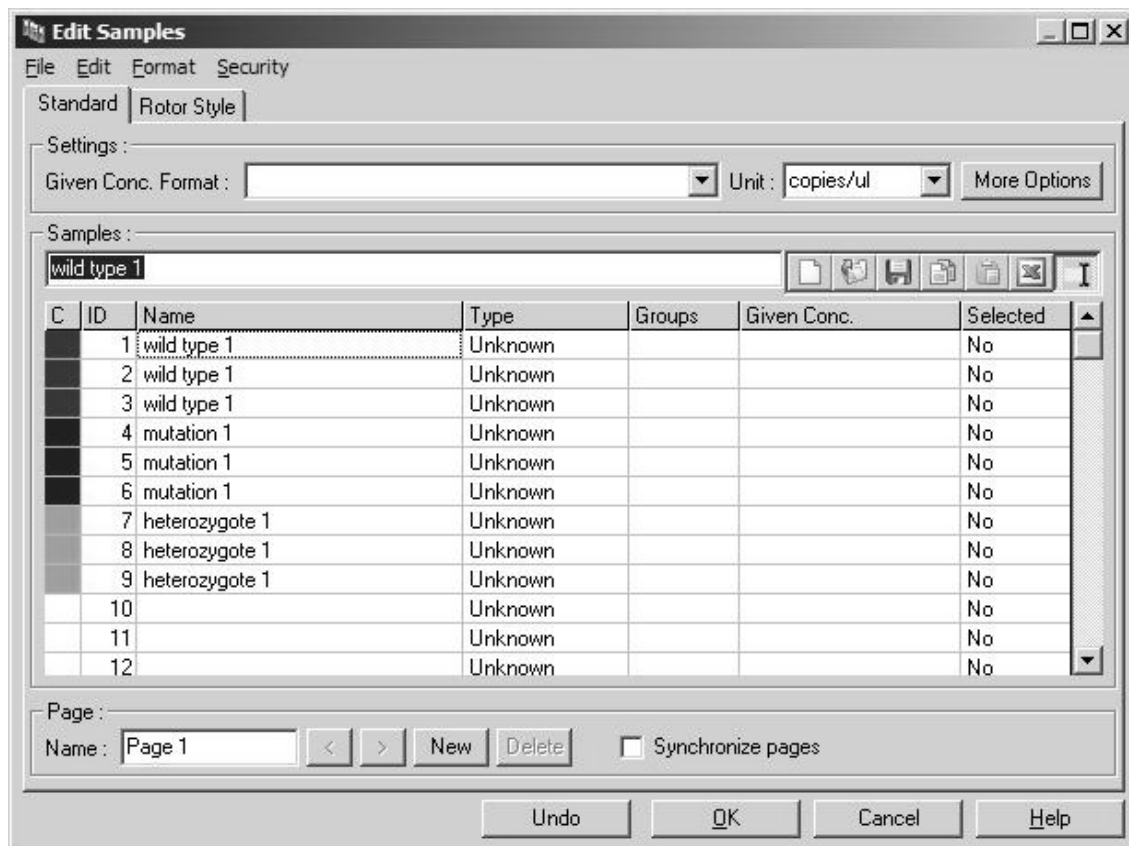 Edit Samples
File Edit Format Security
Standard Rotor Style
Settings :
Given Conc. Format : Unit : copies/ul More Options
Samples :
wild type 1
C ID Name Type Groups Given Conc. Selected
1 wild type 1 Unknown No
2 wild type 1 Unknown No
3 wild type 1 Unknown No
4 mutation 1 Unknown No
5 mutation 1 Unknown No
6 mutation 1 Unknown No
7 heterozygote 1 Unknown No
8 heterozygote 1 Unknown No
9 heterozygote 1 Unknown No
10 Unknown No
11 Unknown No
12 Unknown No
Page :
Name : Page 1 < > New Delete Synchronize pages
Undo OK Cancel Help